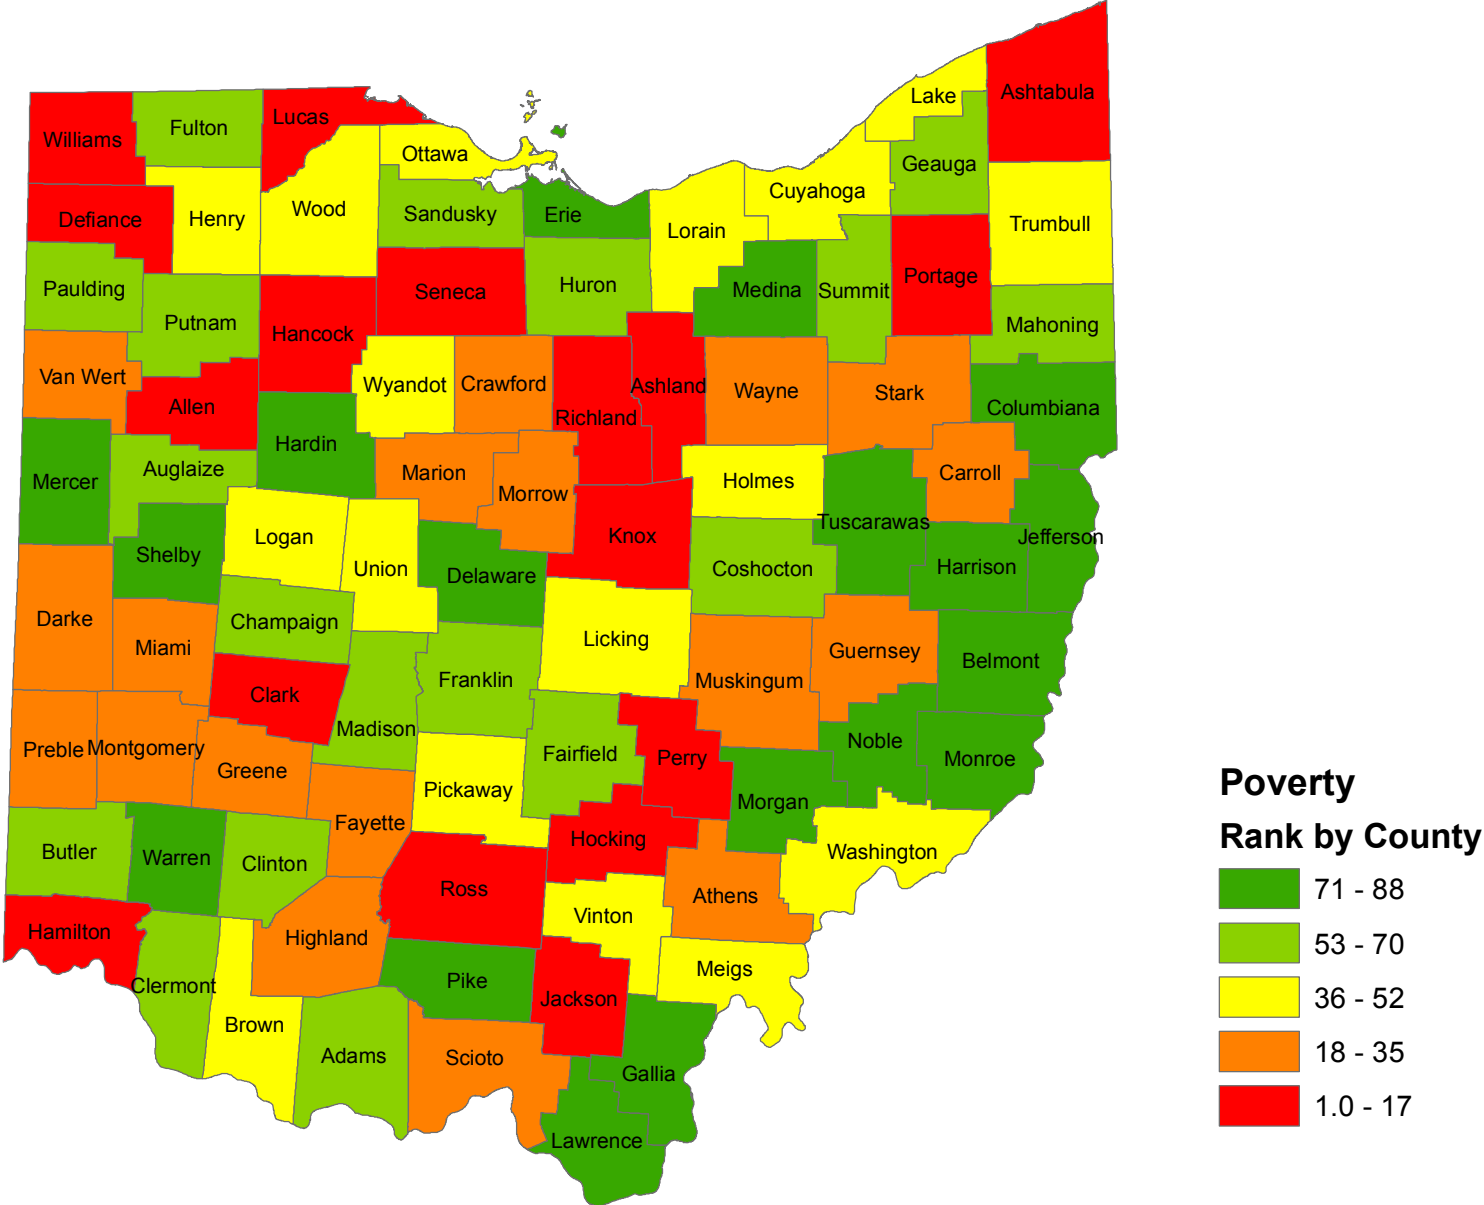 Ashtabula
Lake
Lucas
Fulton
Williams
Ottawa
Geauga
Cuyahoga
Sandusky
Erie
Wood
Henry
Defiance
Trumbull
Lorain
Portage
Huron
Medina
Summit
Paulding
Seneca
Putnam
Mahoning
Hancock
Van Wert
Wyandot
Crawford
Ashland
Wayne
Stark
Allen
Columbiana
Richland
Hardin
Auglaize
Marion
Carroll
Mercer
Holmes
Morrow
Tuscarawas
Logan
Knox
Jefferson
Shelby
Union
Delaware
Coshocton
Harrison
Darke
Champaign
Licking
Miami
Guernsey
Belmont
Franklin
Muskingum
Clark
Madison
Noble
Preble
Montgomery
Fairfield
Perry
Monroe
Greene
Pickaway
Morgan
Fayette
Hocking
Butler
Warren
Clinton
Washington
Ross
Athens
Vinton
Hamilton
Highland
Meigs
Pike
Clermont
Jackson
Brown
Adams
Scioto
Gallia
Lawrence
Poverty
Rank by County
71 - 88
53 - 70
36 - 52
18 - 35
1.0 - 17